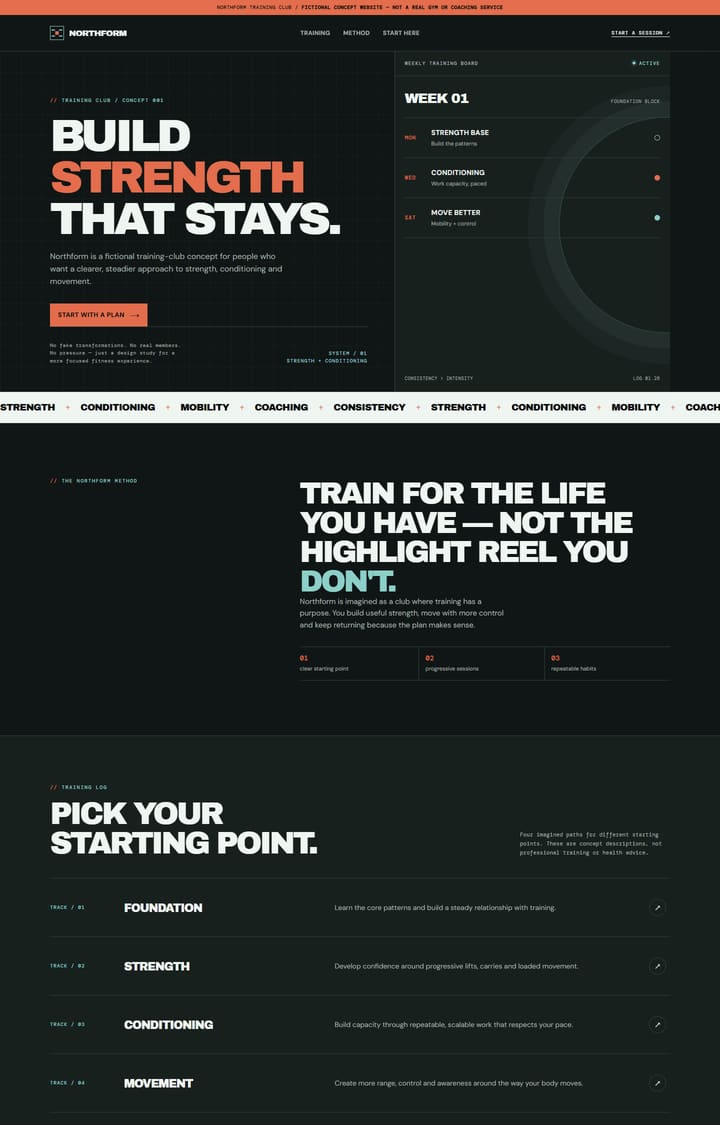 NORTHFORM TRAINING CLUB / FICTIONAL CONCEPT WEBSITE — NOT A REAL GYM OR COACHING SERVICE
NORTHFORM
TRAINING METHOD START HERE
START A SESSION ↗
// TRAINING CLUB / CONCEPT 001
BUILD
STRENGTH
THAT STAYS.
Northform is a fictional training-club concept for people who
want a clearer, steadier approach to strength, conditioning and
movement.
START WITH A PLAN →
No fake transformations. No real members.
No pressure — just a design study for a
more focused fitness experience.
SYSTEM / 01
STRENGTH + CONDITIONING
WEEKLY TRAINING BOARD
ACTIVE
WEEK 01
FOUNDATION BLOCK
MON
STRENGTH BASE
Build the patterns
WED
CONDITIONING
Work capacity, paced
SAT
MOVE BETTER
Mobility + control
CONSISTENCY > INTENSITY
LOG 01.28
STRENGTH + CONDITIONING + MOBILITY + COACHING + CONSISTENCY + STRENGTH + CONDITIONING + MOBILITY + COACH
// THE NORTHFORM METHOD
TRAIN FOR THE LIFE
YOU HAVE — NOT THE
HIGHLIGHT REEL YOU
DON'T.
Northform is imagined as a club where training has a
purpose. You build useful strength, move with more control
and keep returning because the plan makes sense.
01
clear starting point
02
progressive sessions
03
repeatable habits
// TRAINING LOG
PICK YOUR
STARTING POINT.
Four imagined paths for different starting
points. These are concept descriptions, not
professional training or health advice.
TRACK / 01
FOUNDATION
Learn the core patterns and build a steady relationship with training.
↗
TRACK / 02
STRENGTH
Develop confidence around progressive lifts, carries and loaded movement.
↗
TRACK / 03
CONDITIONING
Build capacity through repeatable, scalable work that respects your pace.
↗
TRACK / 04
MOVEMENT
Create more range, control and awareness around the way your body moves.
↗